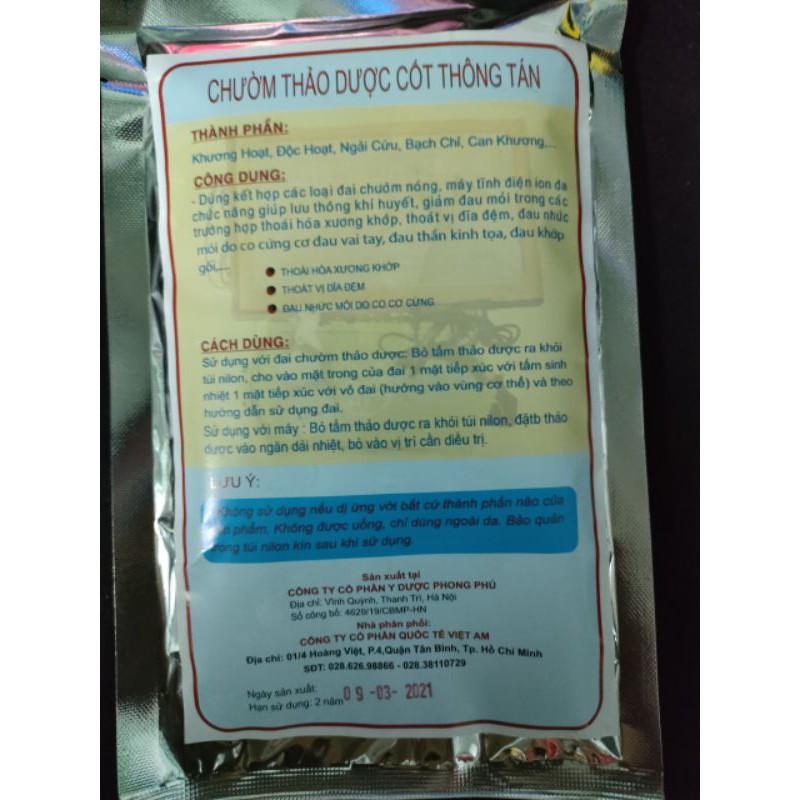 CHƯỜM THẢO DƯỢC CỐT THÔNG TÁN
THÀNH PHẦN:
Khương Hoạt, Độc Hoạt, Ngải Cứu, Bạch Chỉ, Can Khương,...
CÔNG DỤNG:
- Dùng kết hợp các loại đai chườm nóng, máy tĩnh điện ion đa
chức năng giúp lưu thông khí huyết, giảm đau mỏi trong các
trường hợp thoái hóa xương khớp, thoát vị đĩa đệm, đau nhức
mỏi do co cứng cơ đau vai tay, đau thần kinh tọa, đau khớp
gối,...
● THOÁI HÓA XƯƠNG KHỚP
● THOÁT VỊ DĨA ĐỆM
● ĐAU NHỨC MỎI DO CO CƠ CỨNG
CÁCH DÙNG:
Sử dụng với đai chườm thảo dược: Bỏ tấm thảo dược ra khỏi
túi nilon, cho vào mặt trong của đai 1 mặt tiếp xúc với tấm sinh
nhiệt 1 mặt tiếp xúc với vỏ đai (hướng vào vùng cơ thể) và theo
hướng dẫn sử dụng đai.
Sử dụng với máy : Bỏ tấm thảo dược ra khỏi túi nilon, đặtb thảo
dược vào ngăn dải nhiệt, bỏ vào vị trí cần diều trị.
LƯU Ý:
Không sử dụng nếu dị ứng với bất cứ thành phần nào của
phẩm. Không được uống, chỉ dùng ngoài da. Bảo quản
trong túi nilon kín sau khi sử dụng.
Sản xuất tại
CÔNG TY CỔ PHẦN Y DƯỢC PHONG PHÚ
Địa chỉ: Vĩnh Quỳnh, Thanh Trì, Hà Nội
Số công bố: 4629/19/CBMP-HN
Nhà phân phối:
CÔNG TY CỔ PHẦN QUỐC TẾ VIỆT AM
Địa chỉ: 01/4 Hoàng Việt, P.4,Quận Tân Bình, Tp. Hồ Chí Minh
SĐT: 028.626.98866 - 028.38110729
Ngày sản xuất: 09 -03- 2021
Hạn sử dụng: 2 năm